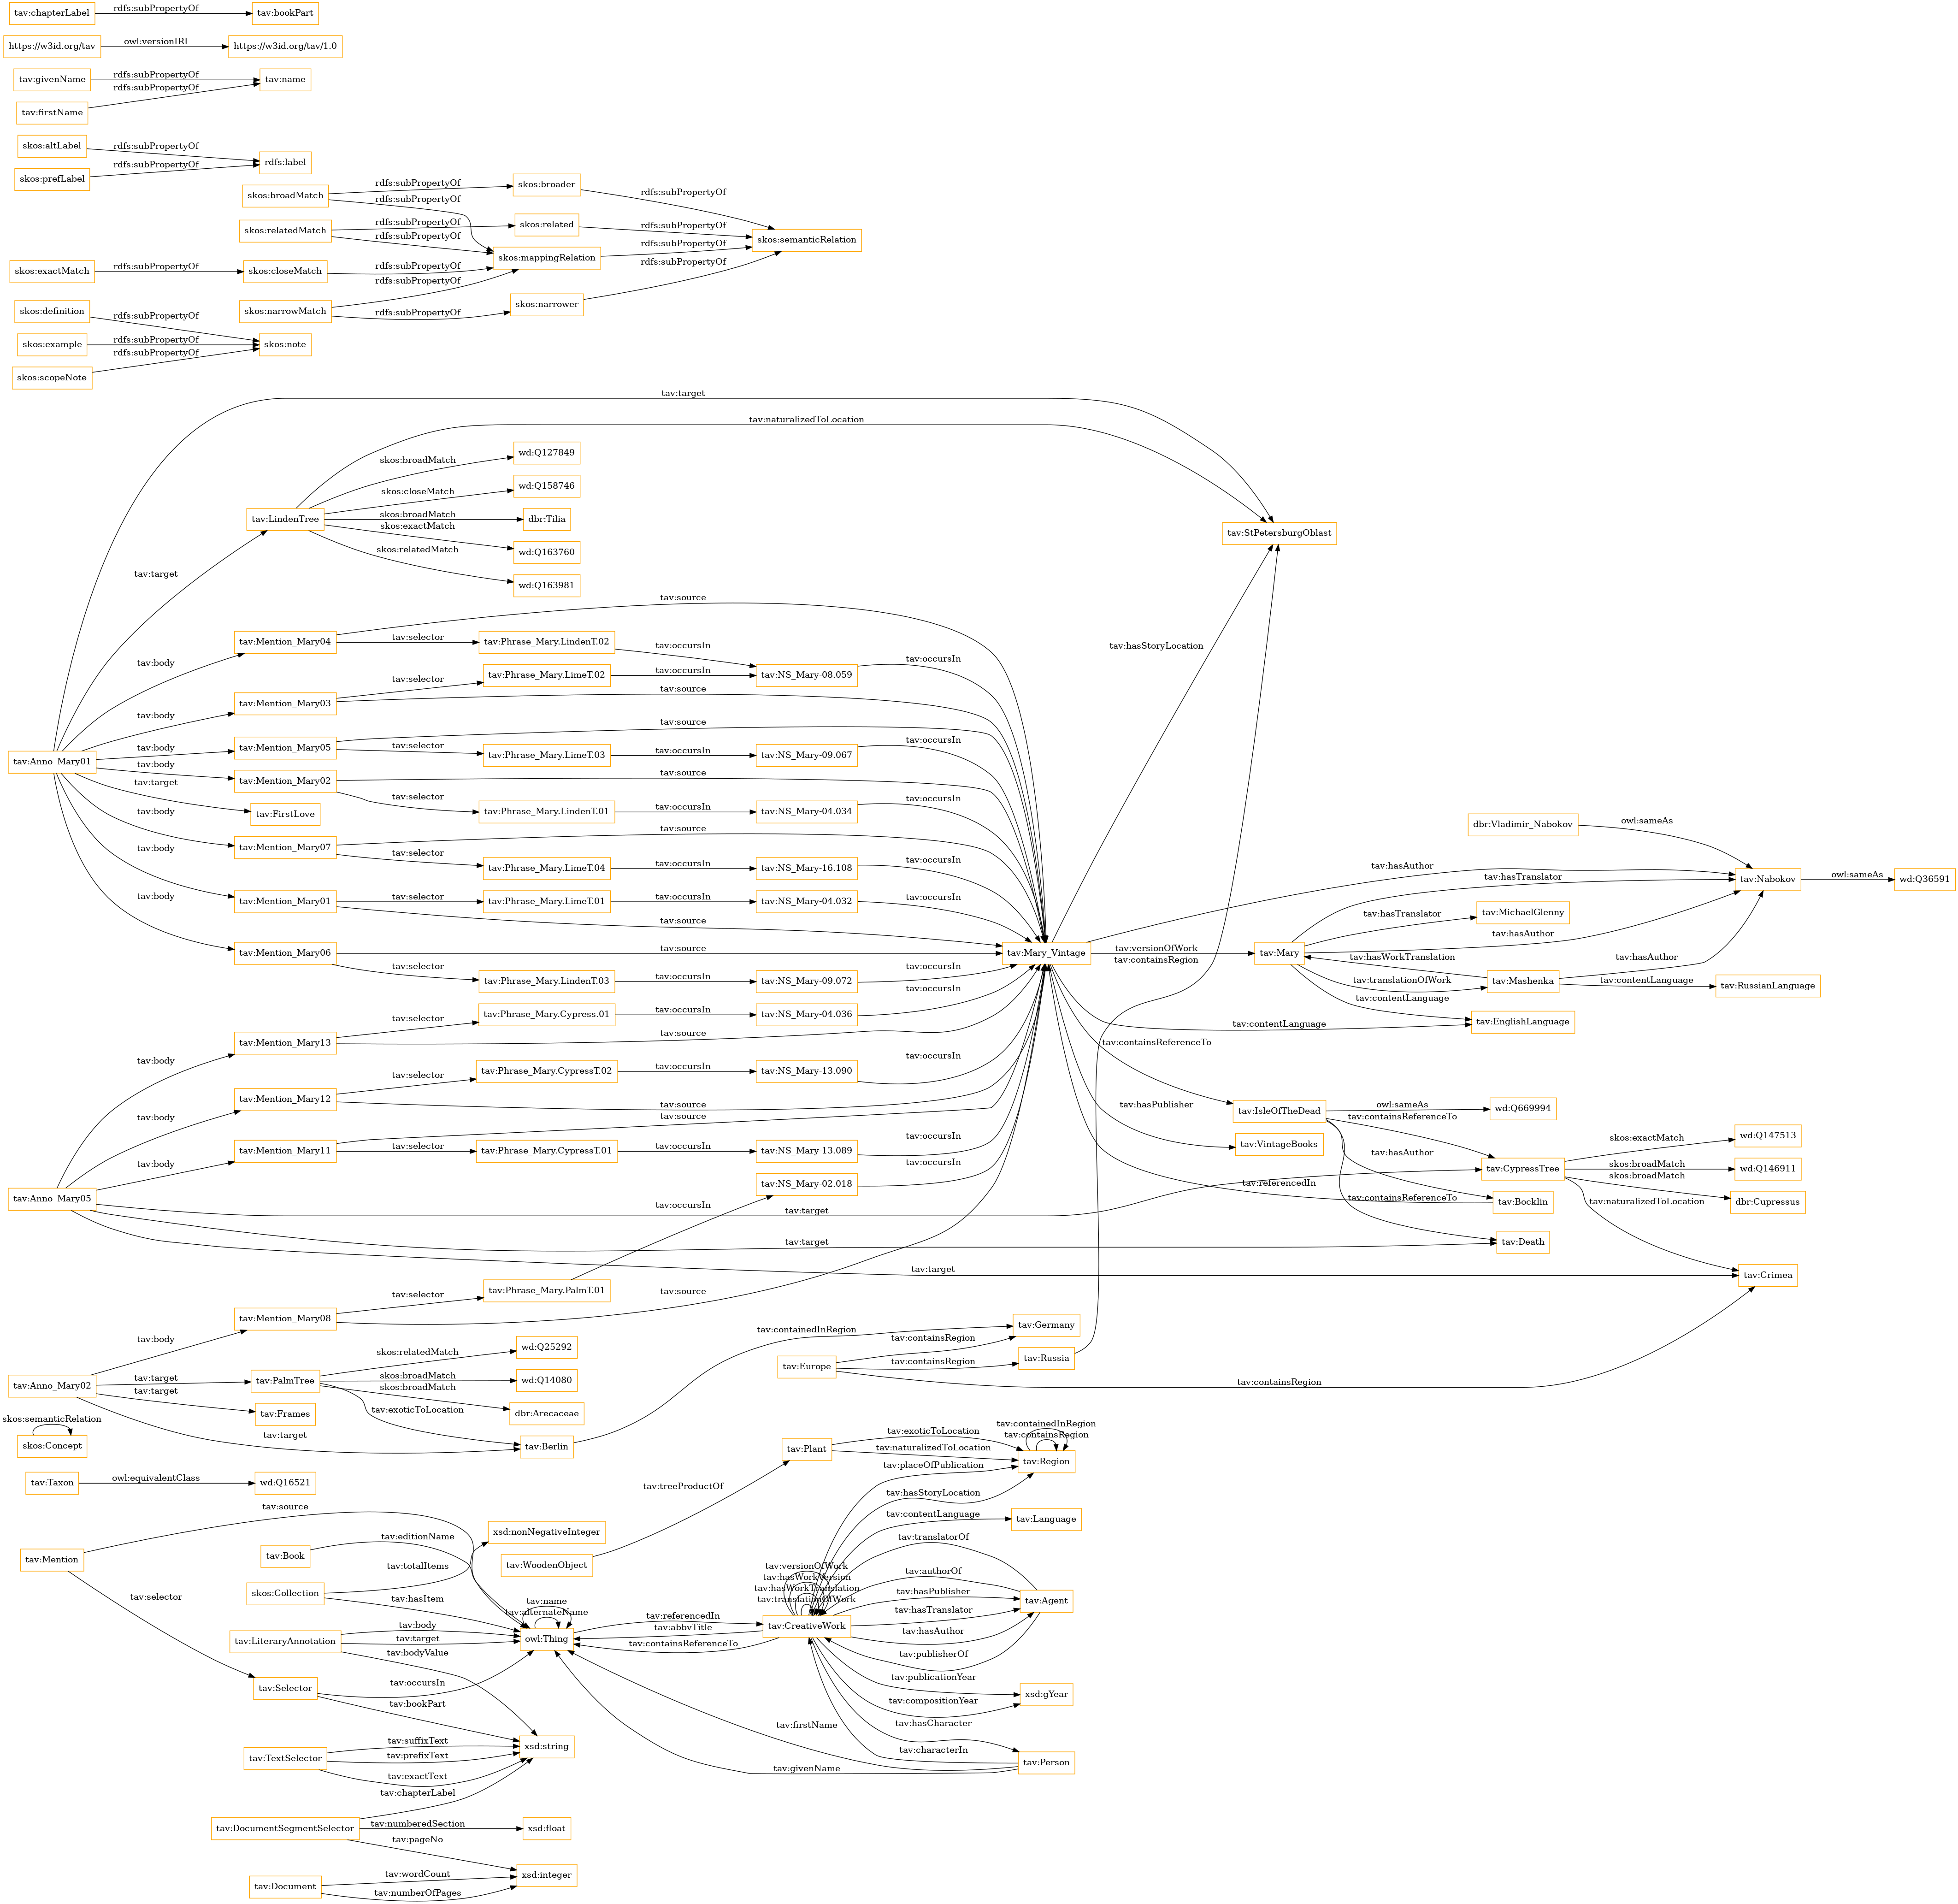 tav:chapterLabel rdfs:subPropertyOf tav:bookPart
https://w3id.org/tav owl:versionIRI https://w3id.org/tav/1.0
tav:givenName rdfs:subPropertyOf tav:name
tav:firstName rdfs:subPropertyOf
skos:altLabel rdfs:subPropertyOf rdfs:label
skos:prefLabel rdfs:subPropertyOf
skos:broadMatch rdfs:subPropertyOf skos:broader rdfs:subPropertyOf
rdfs:subPropertyOf
skos:relatedMatch rdfs:subPropertyOf skos:related rdfs:subPropertyOf skos:semanticRelation
rdfs:subPropertyOf skos:mappingRelation rdfs:subPropertyOf
skos:exactMatch rdfs:subPropertyOf skos:closeMatch rdfs:subPropertyOf rdfs:subPropertyOf
rdfs:subPropertyOf
skos:narrowMatch rdfs:subPropertyOf skos:narrower
skos:definition rdfs:subPropertyOf
skos:example rdfs:subPropertyOf skos:note
skos:scopeNote rdfs:subPropertyOf
tav:target
tav:naturalizedToLocation
skos:broadMatch wd:Q127849
skos:closeMatch wd:Q158746
tav:LindenTree skos:broadMatch dbr:Tilia
skos:exactMatch wd:Q163760
tav:StPetersburgOblast
skos:relatedMatch wd:Q163981
tav:target
tav:source
tav:Mention_Mary04 tav:selector tav:Phrase_Mary.LindenT.02 tav:occursIn
tav:hasStoryLocation
tav:body
tav:Phrase_Mary.LimeT.02 tav:occursIn tav:NS_Mary-08.059 tav:occursIn
tav:selector
tav:Mention_Mary03 tav:source
tav:body
tav:source
tav:body tav:Mention_Mary05 tav:selector tav:Phrase_Mary.LimeT.03 tav:occursIn tav:NS_Mary-09.067 tav:occursIn
tav:Anno_Mary01 tav:body tav:Mention_Mary02 tav:source
tav:target tav:selector tav:Phrase_Mary.LindenT.01 tav:occursIn tav:NS_Mary-04.034 tav:occursIn
tav:FirstLove
tav:body tav:Mention_Mary07 tav:source
tav:selector tav:Phrase_Mary.LimeT.04 tav:occursIn tav:NS_Mary-16.108 tav:occursIn
tav:body tav:Mention_Mary01 tav:selector tav:Phrase_Mary.LimeT.01 tav:occursIn tav:NS_Mary-04.032 tav:occursIn
tav:source
tav:body tav:Mention_Mary06 tav:source tav:Mary_Vintage
tav:selector tav:Phrase_Mary.LindenT.03 tav:occursIn tav:NS_Mary-09.072 tav:occursIn
dbr:Vladimir_Nabokov owl:sameAs
tav:hasAuthor tav:hasTranslator tav:Nabokov owl:sameAs wd:Q36591
tav:hasTranslator tav:MichaelGlenny
tav:hasAuthor
tav:versionOfWork tav:Mary
tav:containsRegion tav:hasWorkTranslation tav:hasAuthor
tav:translationOfWork tav:Mashenka tav:contentLanguage tav:RussianLanguage
tav:contentLanguage
tav:contentLanguage tav:EnglishLanguage
tav:Phrase_Mary.Cypress.01 tav:occursIn tav:NS_Mary-04.036 tav:occursIn
tav:selector
tav:Mention_Mary13 tav:source tav:containsReferenceTo
tav:body
tav:selector tav:Phrase_Mary.CypressT.02 tav:occursIn tav:NS_Mary-13.090 tav:occursIn
tav:Mention_Mary12 tav:source
tav:body tav:source
tav:hasPublisher tav:IsleOfTheDead owl:sameAs wd:Q669994
tav:containsReferenceTo
tav:Mention_Mary11 tav:selector tav:Phrase_Mary.CypressT.01 tav:occursIn tav:NS_Mary-13.089 tav:occursIn
tav:body tav:VintageBooks
tav:hasAuthor skos:exactMatch wd:Q147513
tav:CypressTree skos:broadMatch wd:Q146911
tav:NS_Mary-02.018 tav:occursIn
tav:referencedIn skos:broadMatch
tav:Anno_Mary05 tav:occursIn tav:target tav:containsReferenceTo tav:Bocklin tav:naturalizedToLocation dbr:Cupressus
tav:target tav:Death
tav:target tav:Crimea
tav:Phrase_Mary.PalmT.01
tav:selector tav:source
tav:Mention_Mary08
tav:body
tav:containedInRegion tav:Germany
tav:containsRegion
skos:relatedMatch wd:Q25292 tav:Europe tav:containsRegion tav:Russia
tav:Anno_Mary02 tav:target tav:PalmTree skos:broadMatch wd:Q14080 tav:containsRegion
tav:target skos:broadMatch
tav:Frames tav:exoticToLocation dbr:Arecaceae
skos:semanticRelation
skos:Concept tav:target tav:Berlin
tav:containedInRegion
tav:containsRegion
tav:Plant tav:exoticToLocation
tav:naturalizedToLocation tav:Region
tav:placeOfPublication
tav:Taxon owl:equivalentClass wd:Q16521
tav:treeProductOf
tav:hasStoryLocation
tav:source
tav:contentLanguage tav:Language
tav:xsd:nonNegativeInteger
tav:Mention tav:Book tav:editionName tav:translatorOf
tav:totalItems tav:WoodenObject
tav:versionOfWork
tav:hasWorkVersion
tav:hasWorkTranslation
tav:translationOfWork
tav:authorOf
skos:Collection tav:hasItem tav:name
tav:alternateName
tav:hasPublisher tav:Agent
tav:selector tav:hasTranslator
tav:referencedIn tav:CreativeWork
tav:LiteraryAnnotation tav:body tav:abbvTitle tav:hasAuthor
tav:target owl:Thing tav:containsReferenceTo
tav:bodyValue tav:publisherOf
tav:Selector tav:occursIn tav:publicationYear xsd:gYear
tav:bookPart tav:compositionYear
tav:firstName tav:hasCharacter
tav:TextSelector tav:suffixText xsd:string
tav:prefixText tav:characterIn tav:Person
tav:exactText tav:givenName
tav:chapterLabel
tav:DocumentSegmentSelector tav:numberedSection xsd:float
tav:pageNo
tav:wordCount xsd:integer
tav:Document tav:numberOfPages